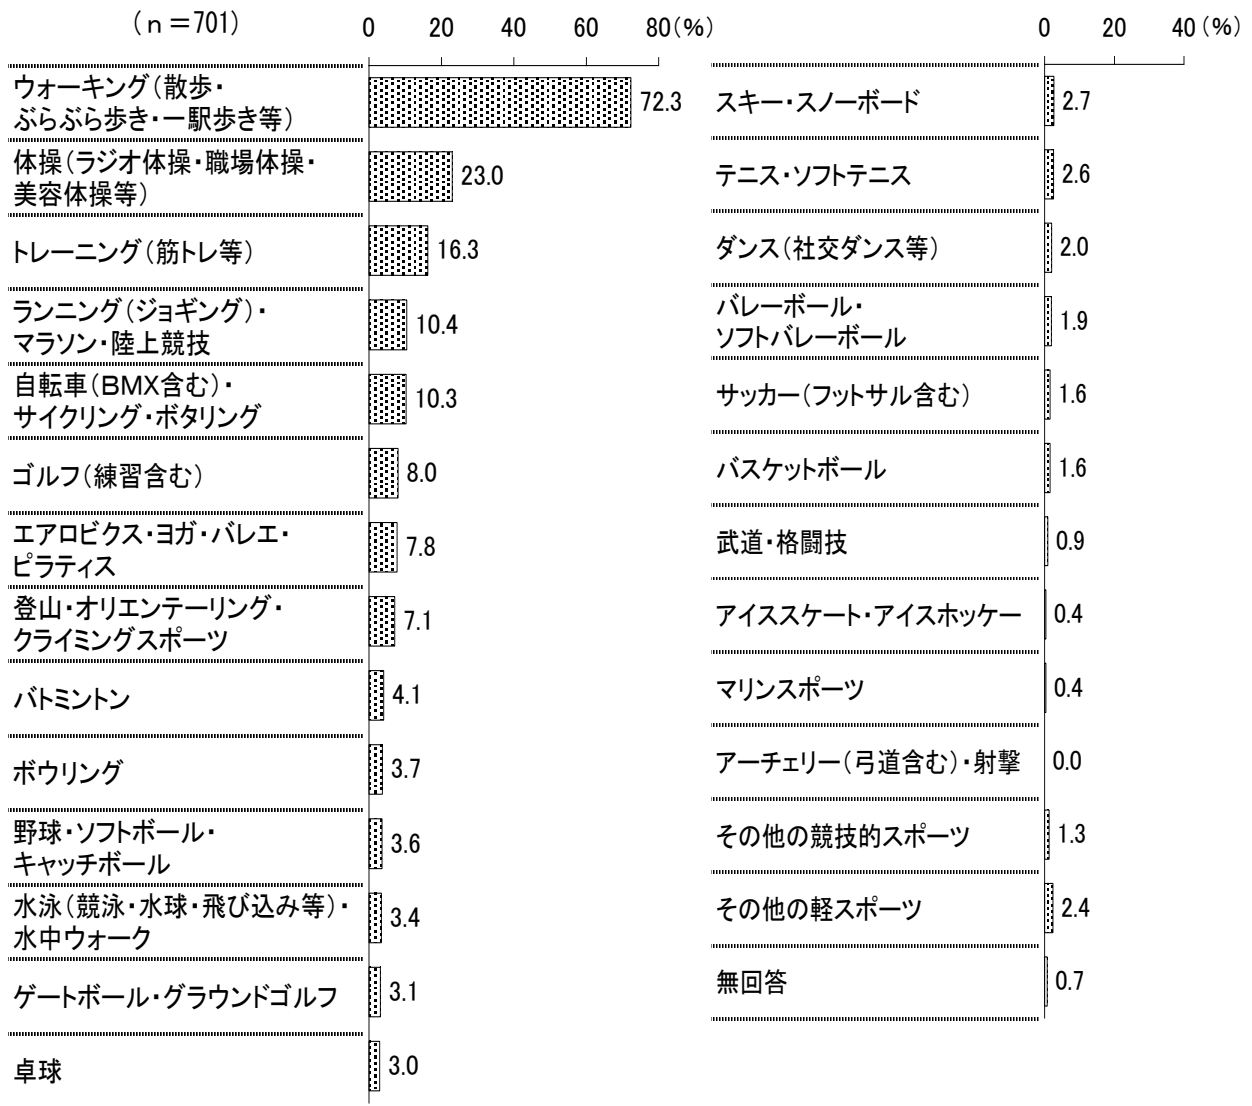 (n=701)
0 20 40 60 80(%)
ウォーキング(散歩・
ぶらぶら歩き・一駅歩き等)
72.3
体操(ラジオ体操・職場体操・
美容体操等)
23.0
トレーニング(筋トレ等)
16.3
ランニング(ジョギング)・
マラソン・陸上競技
10.4
自転車(BMX含む)・
サイクリング・ポタリング
10.3
ゴルフ(練習含む)
8.0
エアロビクス・ヨガ・バレエ・
ピラティス
7.8
登山・オリエンテーリング・
クライミングスポーツ
7.1
バトミントン
4.1
ボウリング
3.7
野球・ソフトボール・
キャッチボール
3.6
水泳(競泳・水球・飛び込み等)・
水中ウォーク
3.4
ゲートボール・グラウンドゴルフ
3.1
卓球
3.0
0 20 40(%)
スキー・スノーボード
2.7
テニス・ソフトテニス
2.6
ダンス(社交ダンス等)
2.0
バレーボール・
ソフトバレーボール
1.9
サッカー(フットサル含む)
1.6
バスケットボール
1.6
武道・格闘技
0.9
アイススケート・アイスホッケー
0.4
マリンスポーツ
0.4
アーチェリー(弓道含む)・射撃
0.0
その他の競技的スポーツ
1.3
その他の軽スポーツ
2.4
無回答
0.7